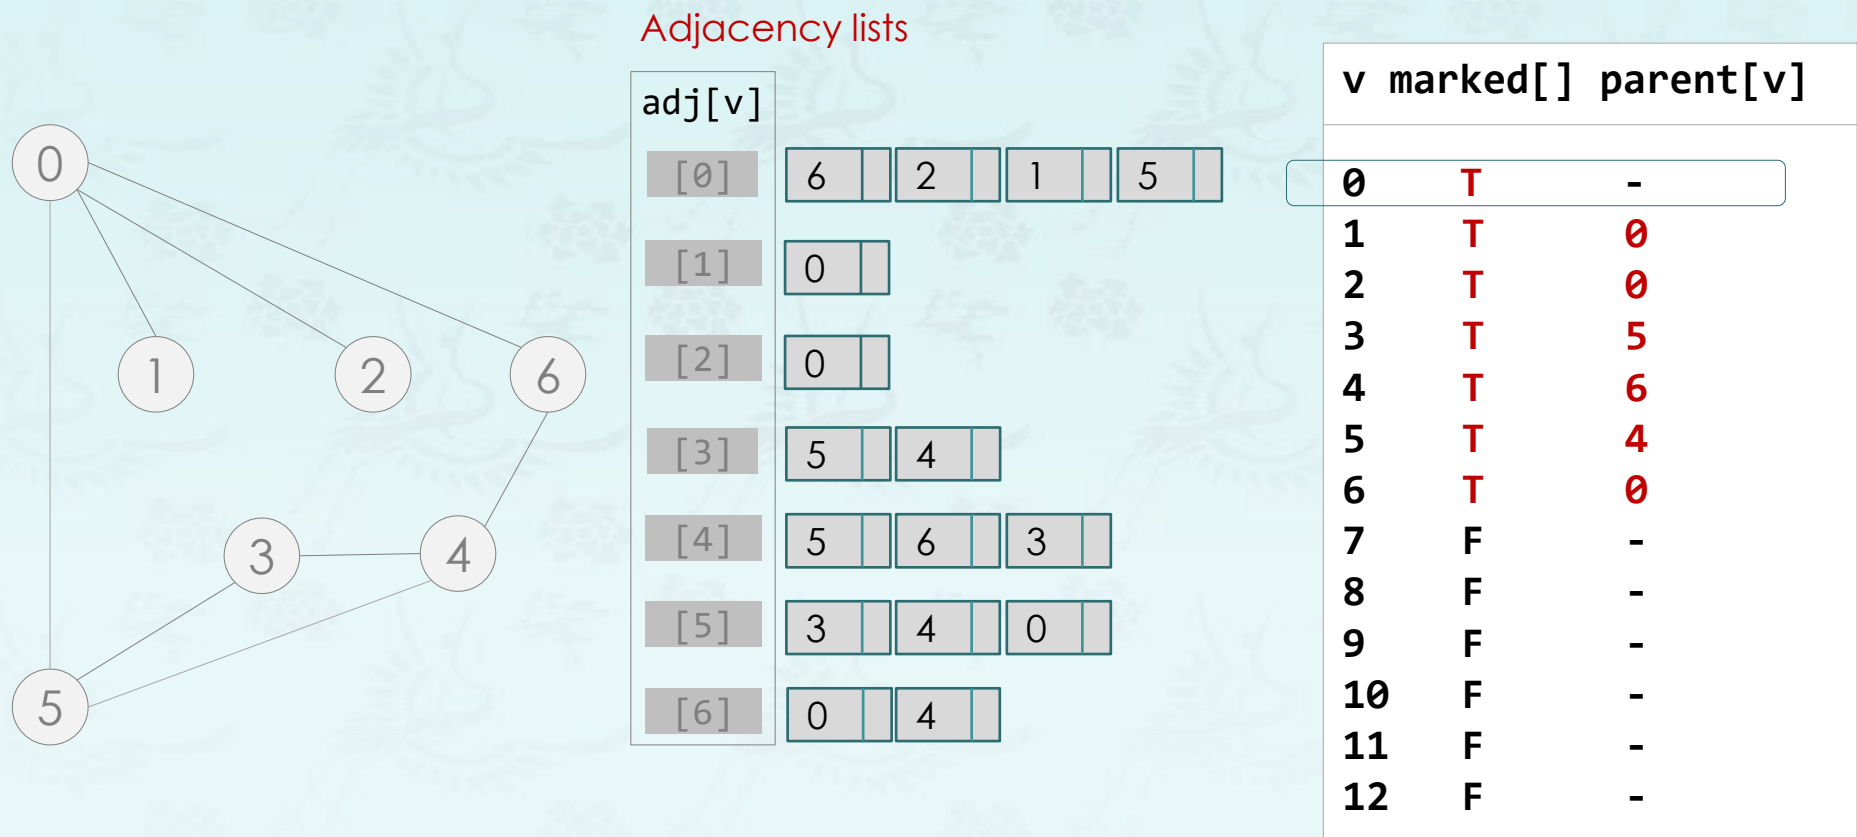 Adjacency lists
adj[v]
[0] 6 2 1 5
[1] 0
[2] 0
[3] 5 4
[4] 5 6 3
[5] 3 4 0
[6] 0 4
0
1 2 6
3 4
5
v marked[] parent[v]
0 T -
1 T 0
2 T 0
3 T 5
4 T 6
5 T 4
6 T 0
7 F -
8 F -
9 F -
10 F -
11 F -
12 F -